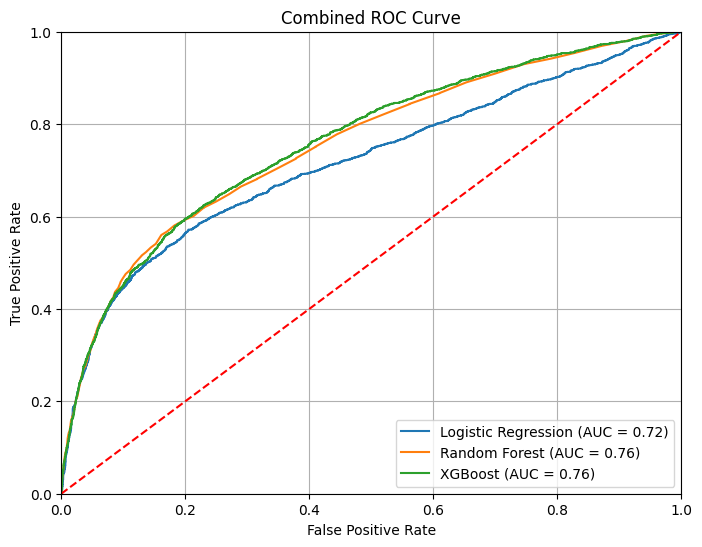 Combined ROC Curve
1.0
0.8
0.6
0.4
0.2
0.0
True Positive Rate
Logistic Regression (AUC = 0.72)
Random Forest (AUC = 0.76)
XGBoost (AUC = 0.76)
0.0 0.2 0.4 0.6 0.8 1.0
False Positive Rate